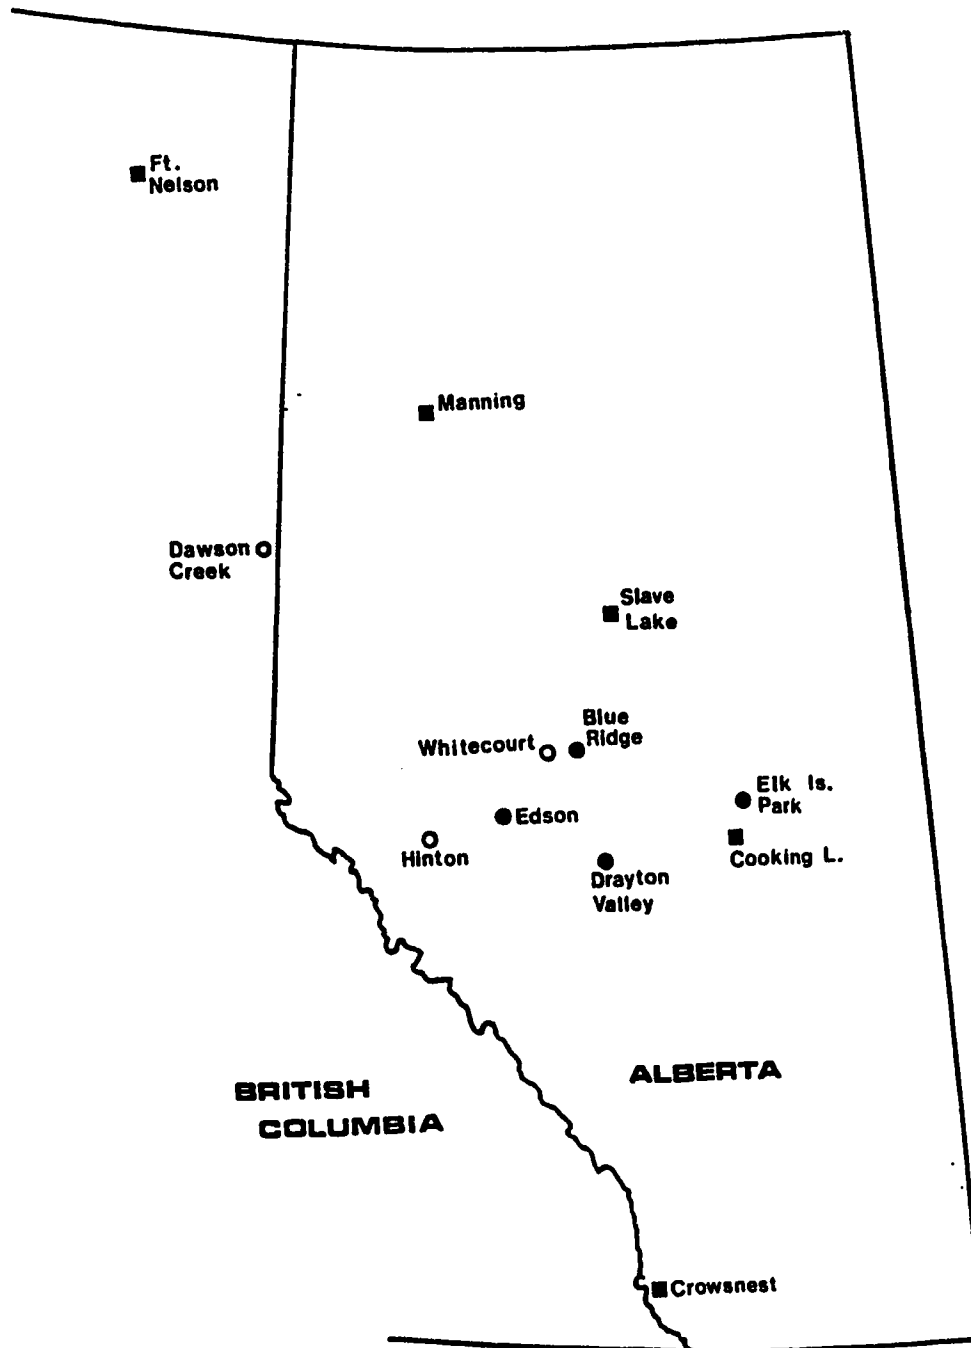 Ft.
Nelson
Manning
Dawson
Creek
Slave
Lake
Blue
Ridge
Whitecourt
Elk Is.
Park
Edson
Hinton
Cooking L.
Drayton
Valley
ALBERTA
BRITISH
COLUMBIA
Crowsnest